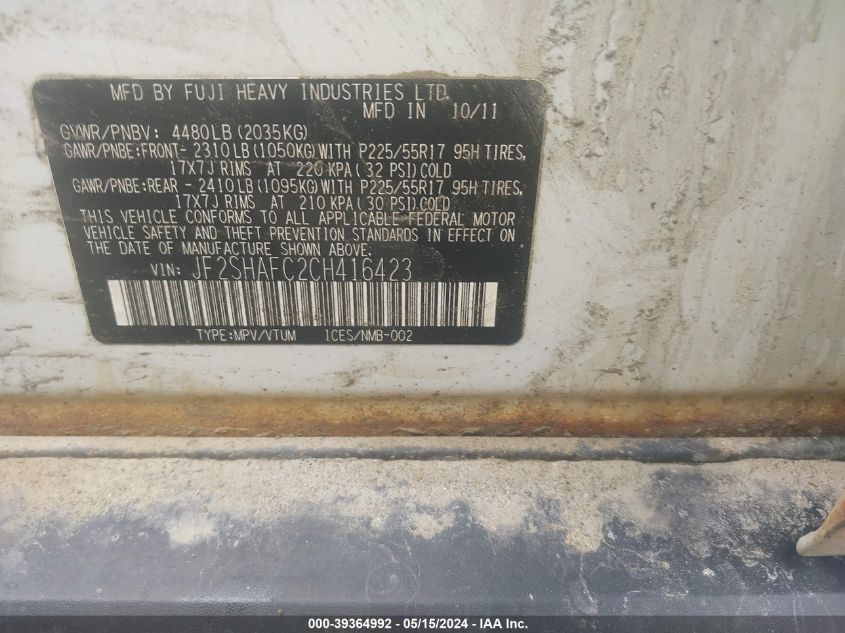 MFD BY FUJI HEAVY INDUSTRIES LTD.
MFD IN 10/11
GVWR/PNBV: 4480LB(2035KG)
GAWR/PNBE:FRONT- 2310LB(1050KG)WITH P225/55R17 95H TIRES,
17X7J RIMS AT 220 KPA(32 PSI)COLD
GAWR/PNBE:REAR - 2410LB(1095KG)WITH P225/55R17 95H TIRES,
17X7J RIMS AT 210 KPA(30 PSI)COLD
THIS VEHICLE CONFORMS TO ALL APPLICABLE FEDERAL MOTOR
VEHICLE SAFETY AND THEFT PREVENTION STANDARDS IN EFFECT ON
THE DATE OF MANUFACTURE SHOWN ABOVE.
VIN: JF2SHAFC2CH416423
TYPE:MPV/VTUM ICES/NMB-002
000-39364992 - 05/15/2024 - IAA Inc.